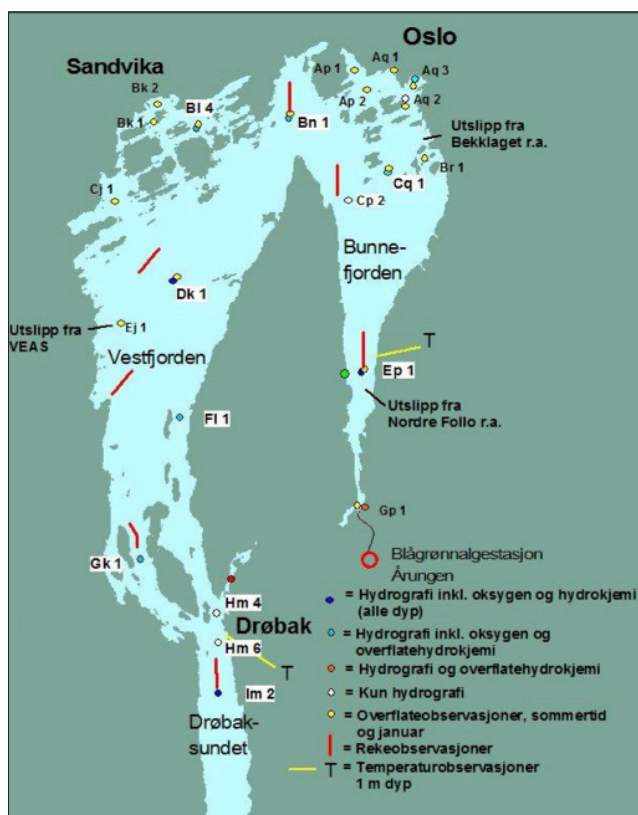 Oslo
Sandvika
Ap 1
Aq 1
Aq 3
Bk 2
Bl 4
Ap 2
Aq 2
Bk 1
Bn 1
Utslipp fra
Bekklaget r.a.
Br 1
Cq 1
Cj 1
Cp 2
Bunne-
fjorden
Dk 1
Utslipp fra
VEAS
Ej 1
Vestfjorden
T
Ep 1
Utslipp fra
Nordre Follo r.a.
Fl 1
Gp 1
Gk 1
Blågrønnalgestasjon
Årungen
Hm 4
Drøbak
Hm 6
T
Im 2
Drøbak-
sundet
= Hydrografi inkl. oksygen og hydrokjemi
(alle dyp)
= Hydrografi inkl. oksygen og
overflatehydrokjemi
= Hydrografi og overflatehydrokjemi
= Kun hydrografi
= Overflateobservasjoner, sommertid
og januar
= Rekeobservasjoner
T = Temperaturobservasjoner
1 m dyp